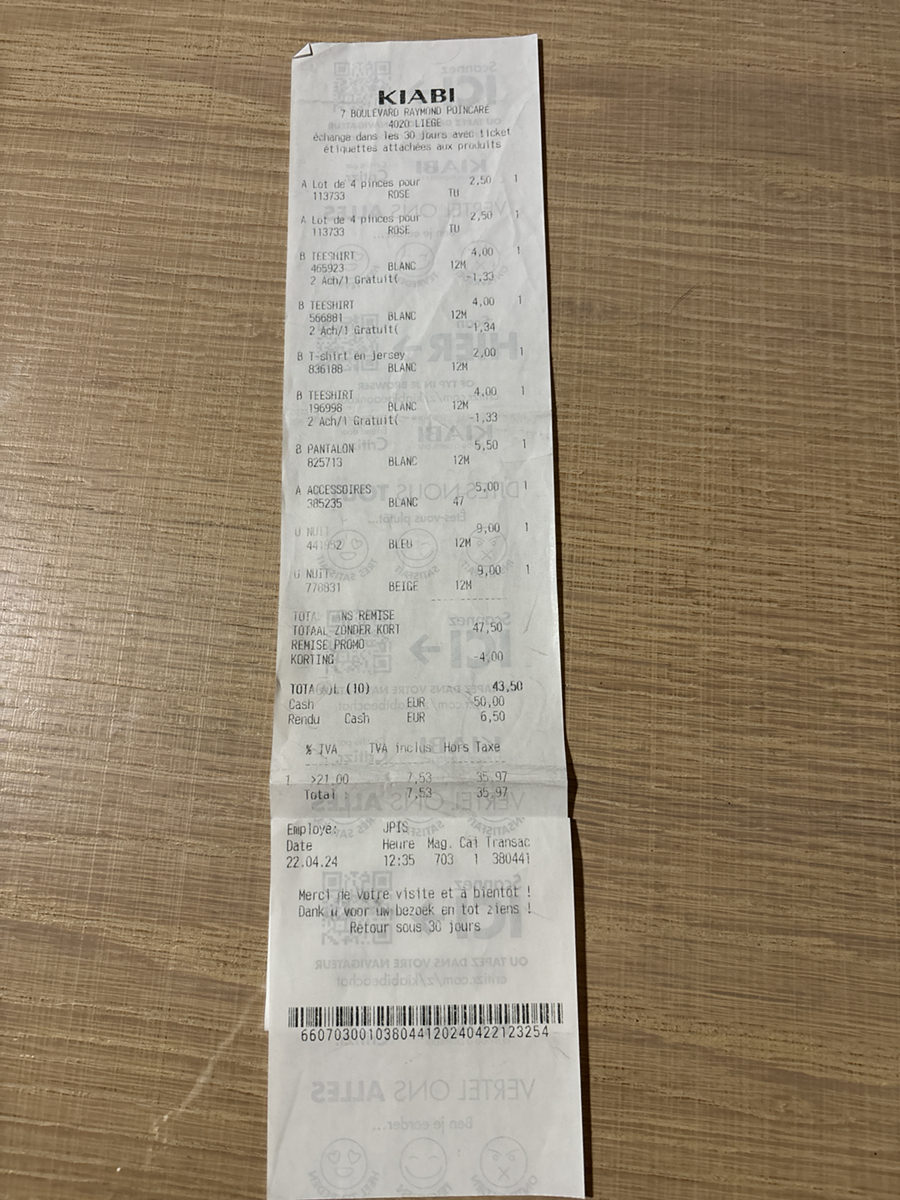 KIABI
7 BOULEVARD RAYMOND POINCARE
4020 LIEGE
échange dans les 30 jours avec ticket
étiquettes attachées aux produits
A Lot de 4 pinces pour 2,50 1
113733 ROSE TU
A Lot de 4 pinces pour 2,50 1
113733 ROSE TU
B TEESHIRT 4,00 1
465923 BLANC 12M
2 Ach/1 Gratuit( -1,33
B TEESHIRT 4,00 1
566881 BLANC 12M
2 Ach/1 Gratuit( -1,34
B T-shirt en jersey 2,00 1
836188 BLANC 12M
B TEESHIRT 4,00 1
196998 BLANC 12M
2 Ach/1 Gratuit( -1,33
B PANTALON 5,50 1
825713 BLANC 12M
A ACCESSOIRES 5,00 1
385235 BLANC 47
U NUIT 9,00 1
BLEU 12M
U NUIT 9,00 1
776831 BEIGE 12M
REMISE
TOTAAL ZONDER KORT 47,50
REMISE PROMO
KORTING -4,00
(10) 43,50
Cash EUR 50,00
Rendu Cash EUR 6,50
% TVA TVA inclus Hors Taxe
1 >21,00 7,53 35,97
Total : 7,53 35,97
Employe: JPIS
Date Heure Mag. Cai Transac
22.04.24 12:35 703 1 380441
Merci de votre visite et a bientot !
Dank u voor uw bezoek en tot ziens !
Retour sous 30 jours
660703001038044120240422123254